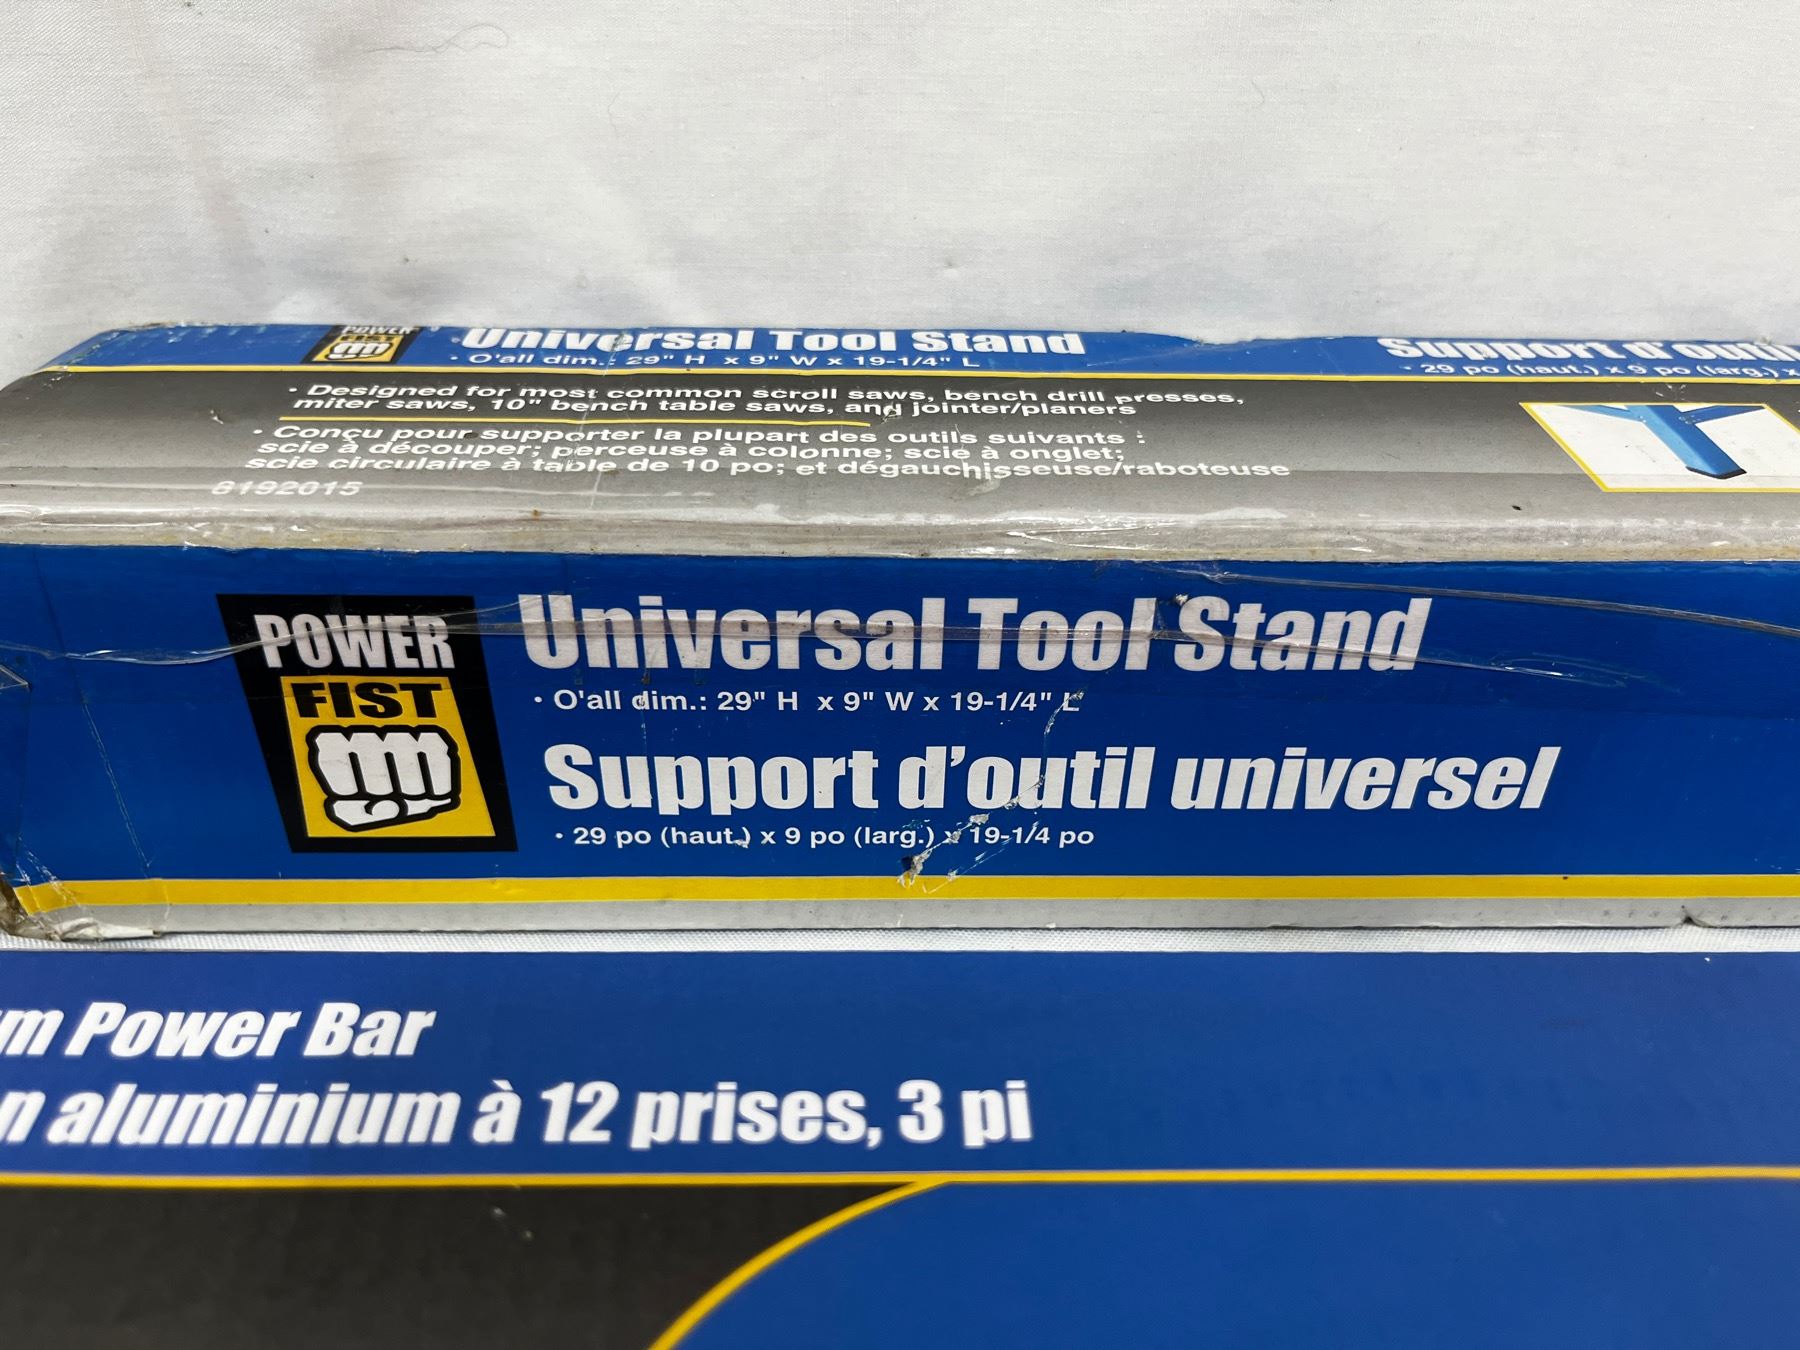 POWER
FIST
Universal Tool Stand
• O'all dim.: 29" H x 9" W x 19-1/4" L
Support d'outil
• 29 po (haut.) x 9 po (larg.) x
• Designed for most common scroll saws, bench drill presses,
miter saws, 10" bench table saws, and jointer/planers
• Conçu pour supporter la plupart des outils suivants :
scie à découper; perceuse à colonne; scie à onglet;
scie circulaire à table de 10 po; et dégauchisseuse/raboteuse
8192015
POWER
FIST
Universal Tool Stand
• O'all dim.: 29" H x 9" W x 19-1/4" L
Support d'outil universel
• 29 po (haut.) x 9 po (larg.) x 19-1/4 po
m Power Bar
n aluminium à 12 prises, 3 pi